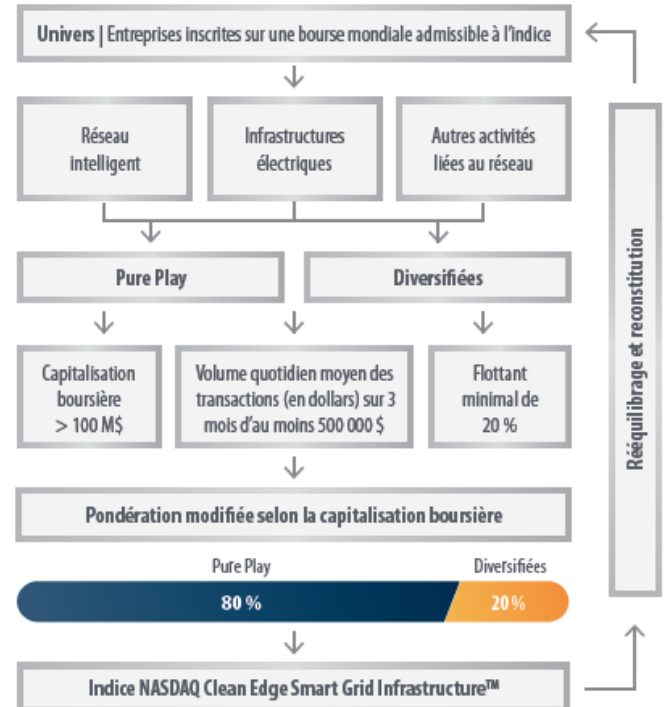 Univers | Entreprises inscrites sur une bourse mondiale admissible à l'indice
Réseau
intelligent
Infrastructures
électriques
Autres activités
liées au réseau
Pure Play
Diversifiées
Capitalisation
boursière
> 100 M$
Volume quotidien moyen des
transactions (en dollars) sur 3
mois d'au moins 500 000 $
Flottant
minimal de
20 %
Pondération modifiée selon la capitalisation boursière
Pure Play
Diversifiées
80 %
20 %
Indice NASDAQ Clean Edge Smart Grid Infrastructure™
Rééquilibrage et reconstitution